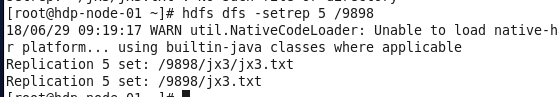 [root@hdp-node-01 ~]# hdfs dfs -setrep 5 /9898
18/06/29 09:19:17 WARN util.NativeCodeLoader: Unable to load native-h
r platform... using builtin-java classes where applicable
Replication 5 set: /9898/jx3/jx3.txt
Replication 5 set: /9898/jx3.txt
[root@hdp-node-01 ~]#